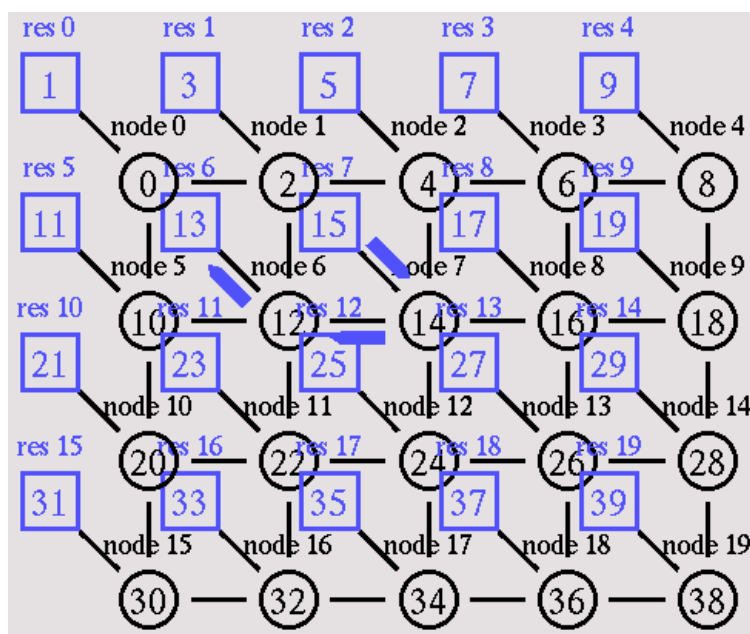 res 0 res 1 res 2 res 3 res 4
1 3 5 7 9
node 0 node 1 node 2 node 3 node 4
res 5 0 res 6 2 res 7 4 res 8 6 res 9 8
11 13 15 17 19
node 5 node 6 node 7 node 8 node 9
res 10 10 res 11 12 res 12 14 res 13 16 res 14 18
21 23 25 27 29
node 10 node 11 node 12 node 13 node 14
res 15 20 res 16 22 res 17 24 res 18 26 res 19 28
31 33 35 37 39
node 15 node 16 node 17 node 18 node 19
30 32 34 36 38